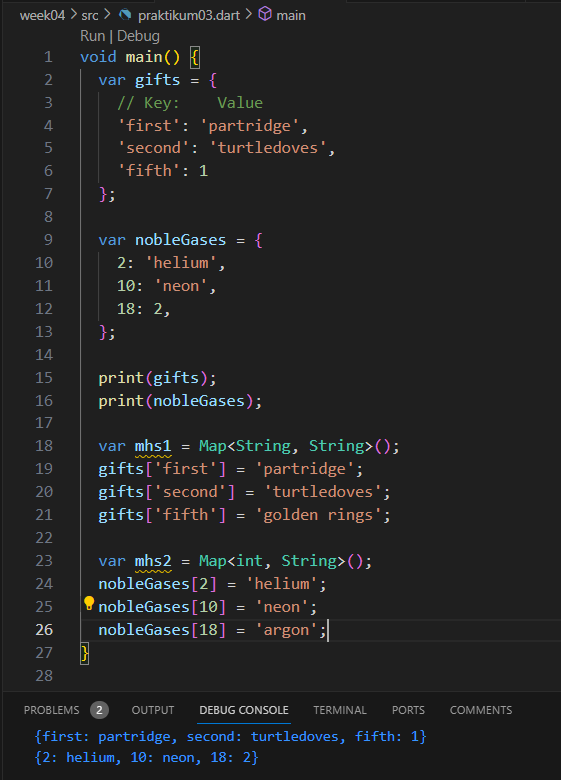 week04 > src > praktikum03.dart > main
Run | Debug
1 void main() {
2   var gifts = {
3     // Key:    Value
4     'first': 'partridge',
5     'second': 'turtledoves',
6     'fifth': 1
7   };
8
9   var nobleGases = {
10     2: 'helium',
11     10: 'neon',
12     18: 2,
13   };
14
15   print(gifts);
16   print(nobleGases);
17
18   var mhs1 = Map<String, String>();
19   gifts['first'] = 'partridge';
20   gifts['second'] = 'turtledoves';
21   gifts['fifth'] = 'golden rings';
22
23   var mhs2 = Map<int, String>();
24   nobleGases[2] = 'helium';
25   nobleGases[10] = 'neon';
26   nobleGases[18] = 'argon';
27 }
28
PROBLEMS 2 OUTPUT DEBUG CONSOLE TERMINAL PORTS COMMENTS
{first: partridge, second: turtledoves, fifth: 1}
{2: helium, 10: neon, 18: 2}